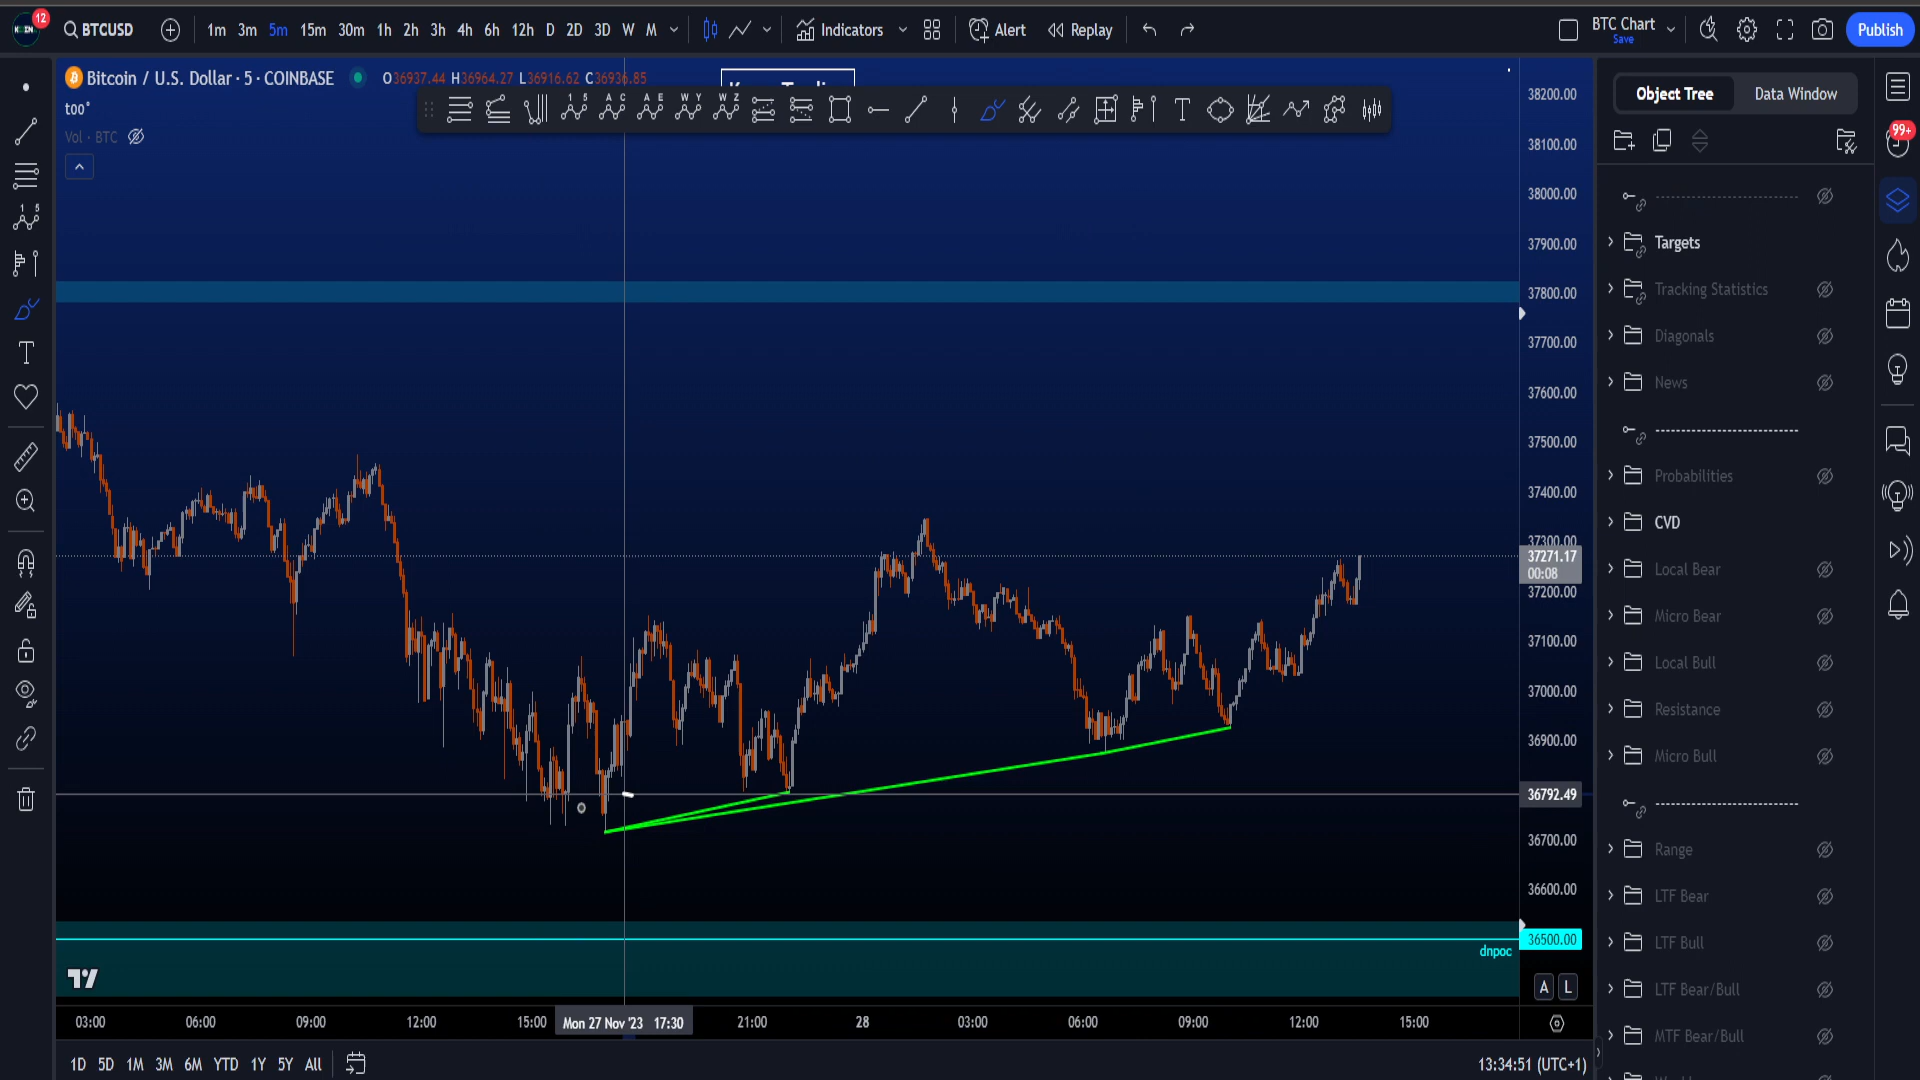 12
BTCUSD
1m 3m 5m 15m 30m 1h 2h 3h 4h 6h 12h D 2D 3D W M
Indicators
Alert
Replay
BTC Chart
Save
Publish
Bitcoin / U.S. Dollar · 5 · COINBASE
O36937.44 H36964.27 L36916.62 C36936.85
too*
Vol · BTC
38200.00
38100.00
38000.00
37900.00
37800.00
37700.00
37600.00
37500.00
37400.00
37300.00
37271.17
00:08
37200.00
37100.00
37000.00
36900.00
36792.49
36700.00
36600.00
36500.00
dnpoc
A L
03:00 06:00 09:00 12:00 15:00 Mon 27 Nov '23 17:30 21:00 28 03:00 06:00 09:00 12:00 15:00
1D 5D 1M 3M 6M YTD 1Y 5Y All
13:34:51 (UTC+1)
Object Tree
Data Window
99+
Targets
Tracking Statistics
Diagonals
News
Probabilities
CVD
Local Bear
Micro Bear
Local Bull
Resistance
Micro Bull
Range
LTF Bear
LTF Bull
LTF Bear/Bull
MTF Bear/Bull